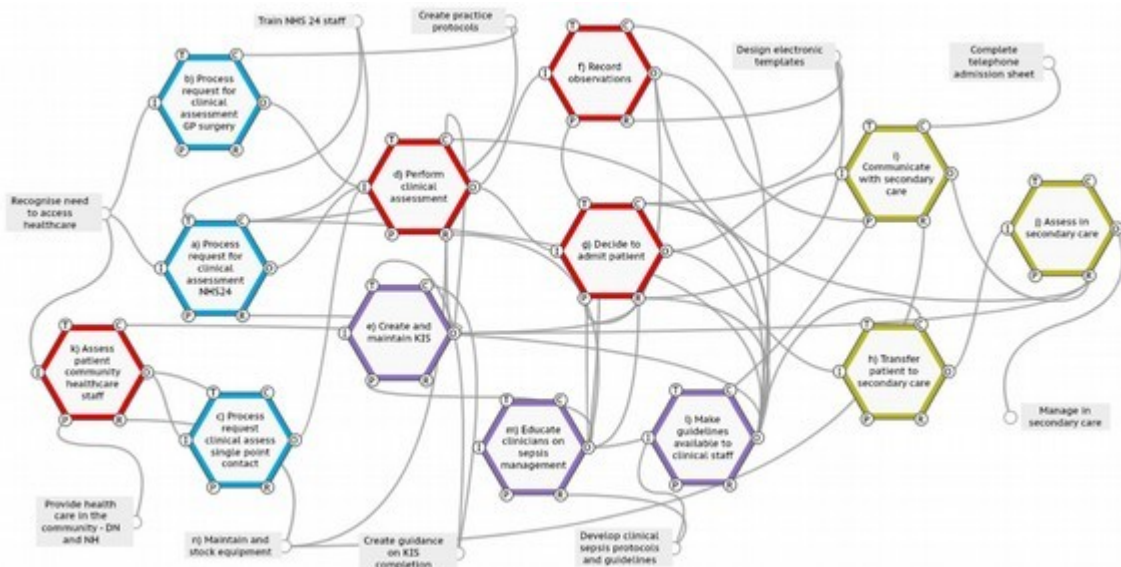 Train NHS 24 staff
Create practice
protocols
Design electronic
templates
Complete
telephone
admission sheet
T C
b) Process
request for
clinical
assessment
GP surgery
I O
P R
T C
f) Record
observations
I O
P R
T C
d) Perform
clinical
assessment
I O
P R
T C
i)
Communicate
with secondary
care
I O
P R
T C
j) Assess in
secondary care
I O
P R
Recognise need
to access
healthcare
T C
a) Process
request for
clinical
assessment
NHS24
I O
P R
T C
g) Decide to
admit patient
I O
P R
T C
e) Create and
maintain KIS
I O
P R
T C
k) Assess
patient
community
healthcare
staff
I O
P R
T C
h) Transfer
patient to
secondary care
I O
P R
T C
c) Process
request
clinical assess
single point
contact
I O
P R
T C
m) Educate
clinicians on
sepsis
management
I O
P R
T C
l) Make
guidelines
available to
clinical staff
I O
P R
Manage in
secondary care
Provide health
care in the
community - DN
and NH
n) Maintain and
stock equipment
Create guidance
on KIS
completion
Develop clinical
sepsis protocols
and guidelines